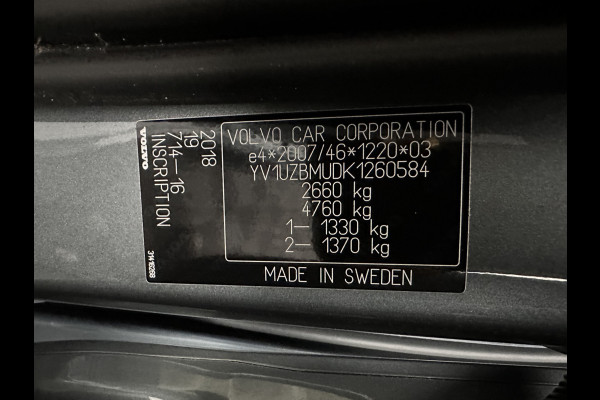 VOLVO CAR CORPORATION
e4*2007/46*1220*03
YV1UZBMUDK1260584
2660 kg
4760 kg
1- 1330 kg
2- 1370 kg
MADE IN SWEDEN
2018
19
714-16
INSCRIPTION
VOLVO